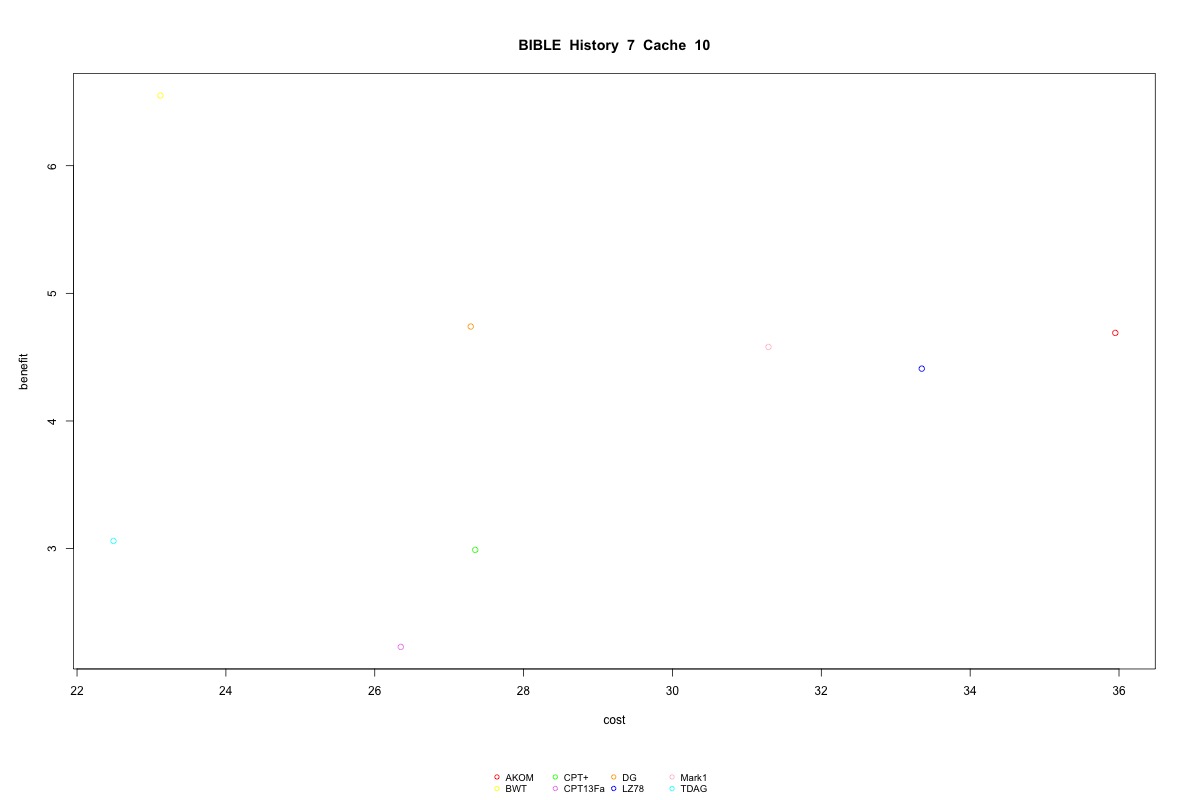 BIBLE History 7 Cache 10
6
5
4
3
benefit
22 24 26 28 30 32 34 36
cost
AKOM CPT+ DG Mark1
BWT CPT13Fa LZ78 TDAG